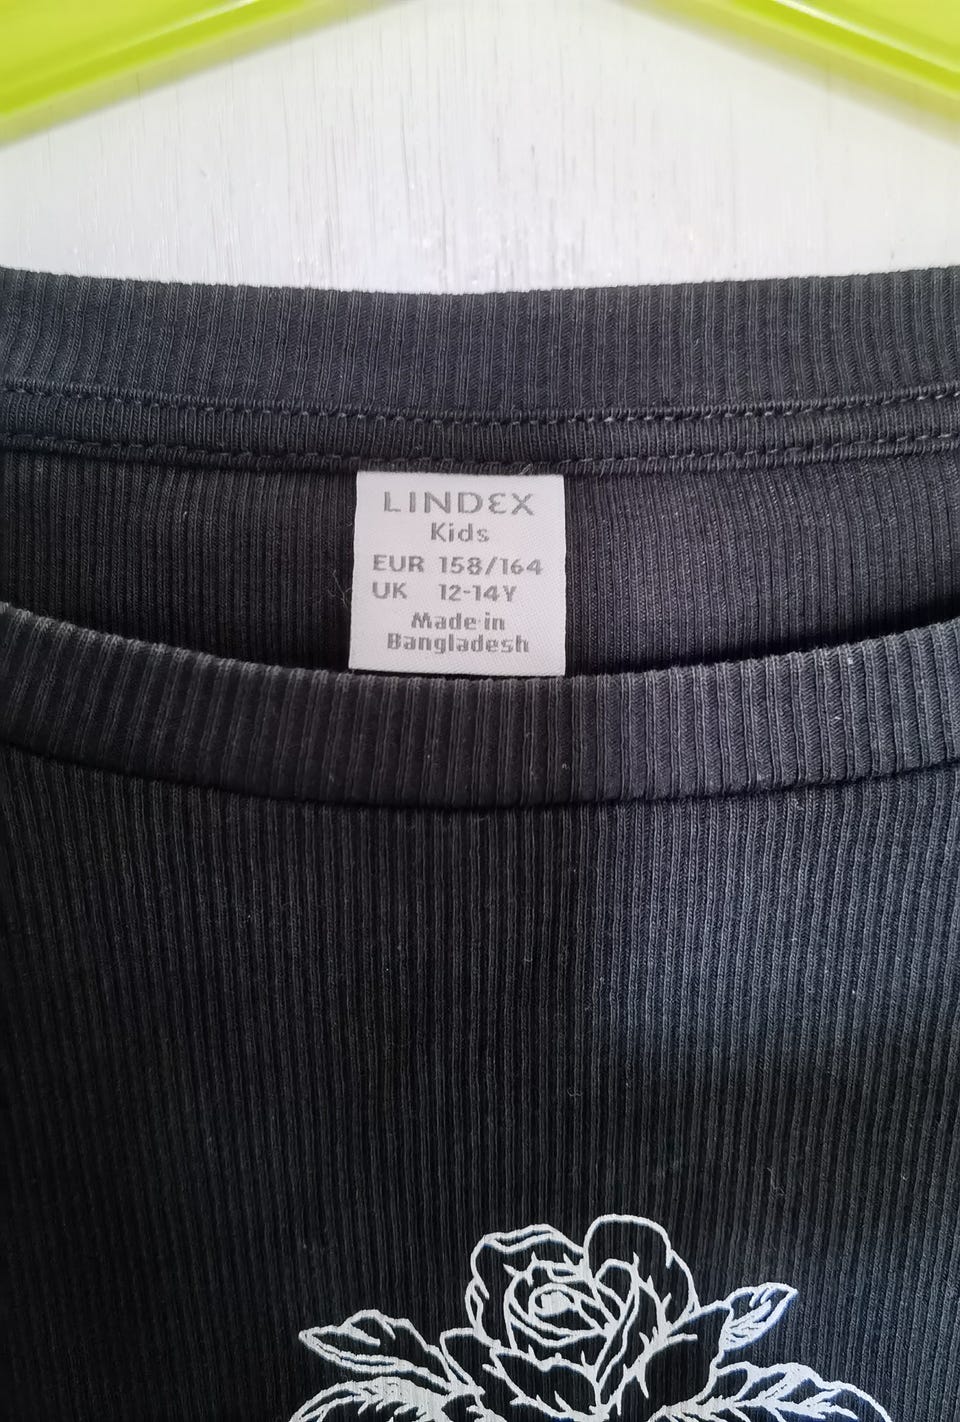 LINDEX
Kids
EUR 158/164
UK 12-14Y
Made in
Bangladesh